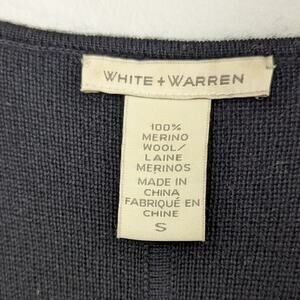 WHITE + WARREN
100%
MERINO
WOOL/
LAINE
MERINOS
MADE IN
CHINA
FABRIQUÉ EN
CHINE
S